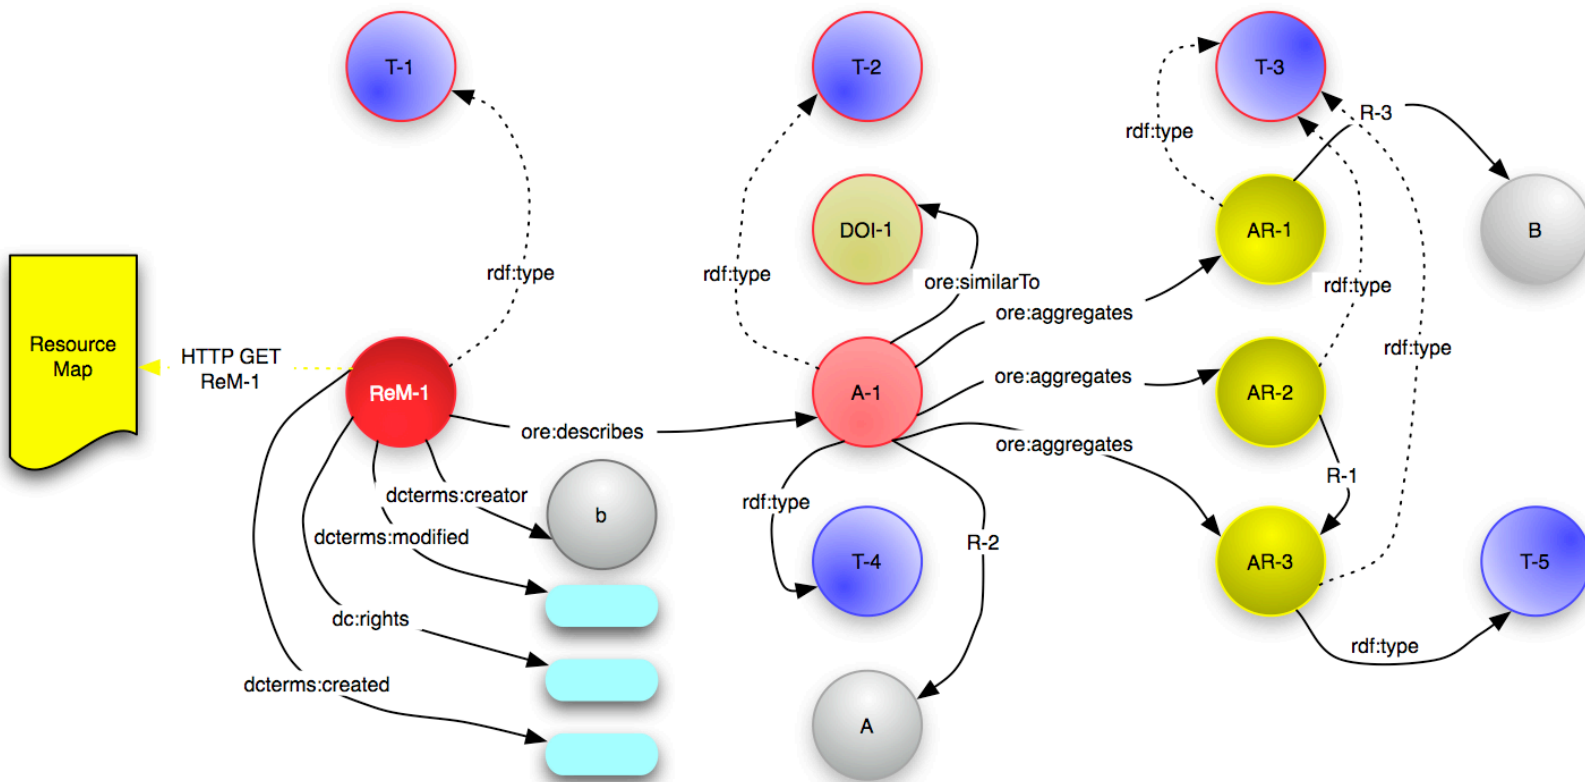 T-1
T-2
T-3
R-3
rdf:type
DOI-1
AR-1
B
rdf:type
rdf:type
ore:similarTo
rdf:type
ore:aggregates
Resource
Map
HTTP GET
ReM-1
rdf:type
ReM-1
A-1
ore:aggregates
AR-2
ore:describes
ore:aggregates
R-1
dcterms:creator
b
rdf:type
dcterms:modified
R-2
T-4
AR-3
T-5
dc:rights
rdf:type
dcterms:created
A